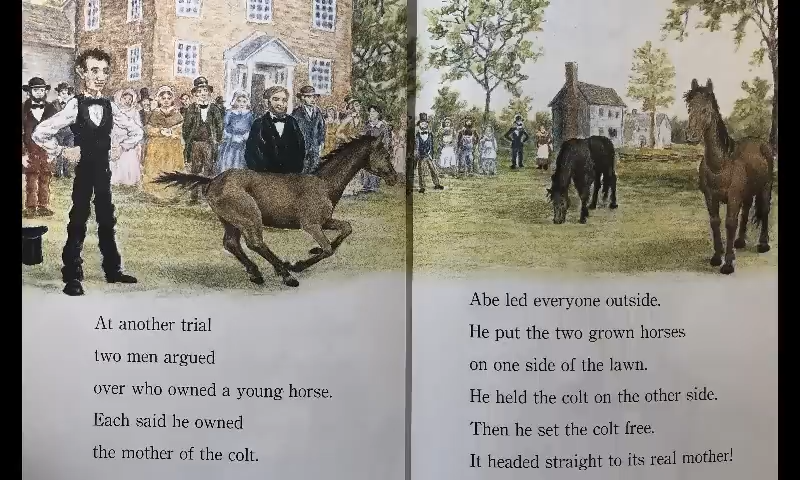 At another trial
two men argued
over who owned a young horse.
Each said he owned
the mother of the colt.
Abe led everyone outside.
He put the two grown horses
on one side of the lawn.
He held the colt on the other side.
Then he set the colt free.
It headed straight to its real mother!